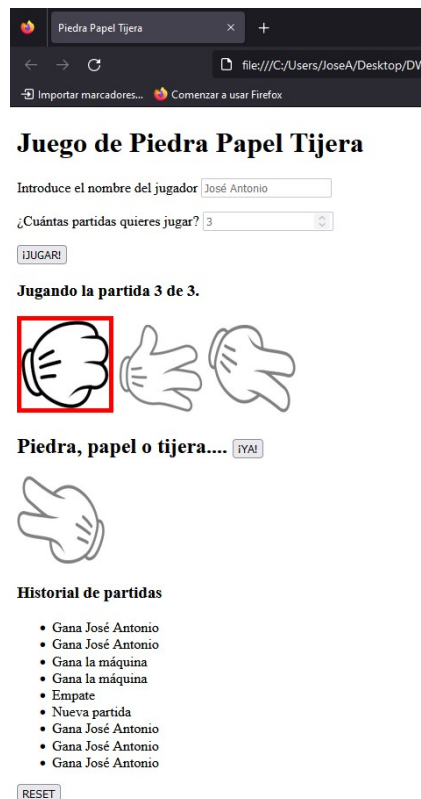 Piedra Papel Tijera
file:///C:/Users/JoseA/Desktop/DW
Importar marcadores... Comenzar a usar Firefox
Juego de Piedra Papel Tijera
Introduce el nombre del jugador José Antonio
¿Cuántas partidas quieres jugar? 3
¡JUGAR!
Jugando la partida 3 de 3.
Piedra, papel o tijera.... ¡YA!
Historial de partidas
Gana José Antonio
Gana José Antonio
Gana la máquina
Gana la máquina
Empate
Nueva partida
Gana José Antonio
Gana José Antonio
Gana José Antonio
RESET